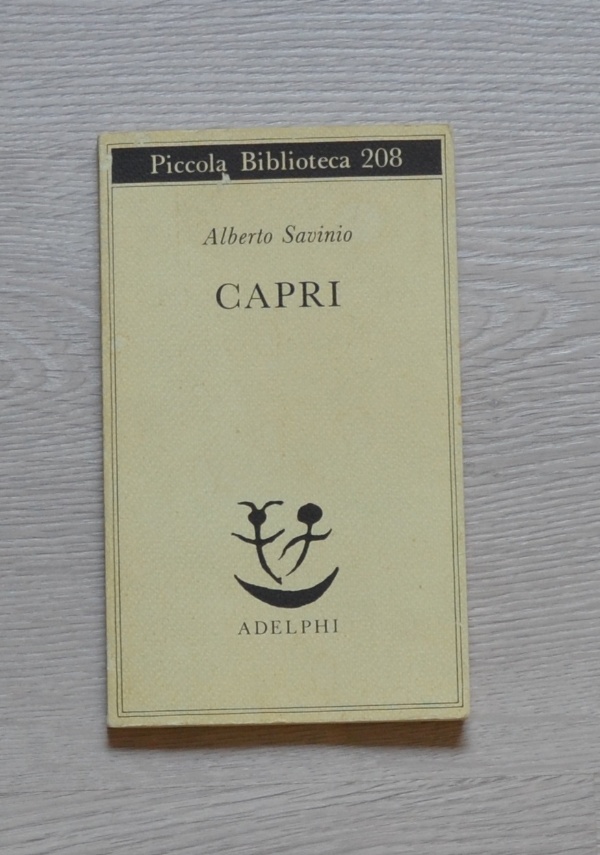 Piccola Biblioteca 208
Alberto Savinio
CAPRI
ADELPHI